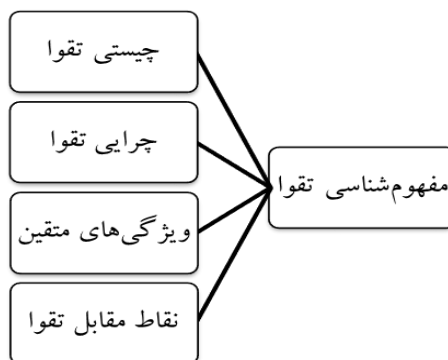 مفهوم‌شناسی تقوا
چیستی تقوا
چرایی تقوا
ویژگی‌های متقین
نقاط مقابل تقوا